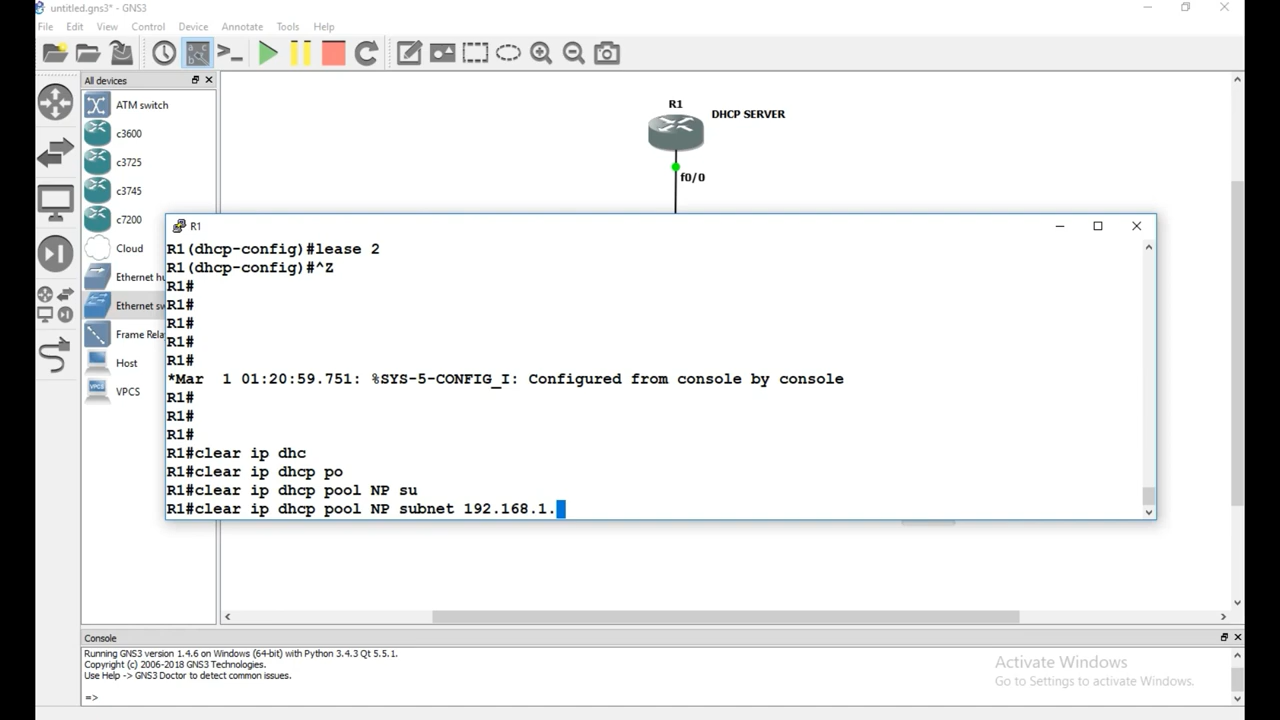 untitled.gns3* - GNS3
File Edit View Control Device Annotate Tools Help
All devices
ATM switch
c3600
c3725
c3745
c7200
Cloud
Ethernet hu
Ethernet sw
Frame Rela
Host
VPCS
R1
DHCP SERVER
f0/0
R1
R1(dhcp-config)#lease 2
R1(dhcp-config)#^Z
R1#
R1#
R1#
R1#
R1#
*Mar  1 01:20:59.751: %SYS-5-CONFIG_I: Configured from console by console
R1#
R1#
R1#
R1#clear ip dhc
R1#clear ip dhcp po
R1#clear ip dhcp pool NP su
R1#clear ip dhcp pool NP subnet 192.168.1.
Console
Running GNS3 version 1.4.6 on Windows (64-bit) with Python 3.4.3 Qt 5.5.1.
Copyright (c) 2006-2018 GNS3 Technologies.
Use Help -> GNS3 Doctor to detect common issues.
=>
Activate Windows
Go to Settings to activate Windows.